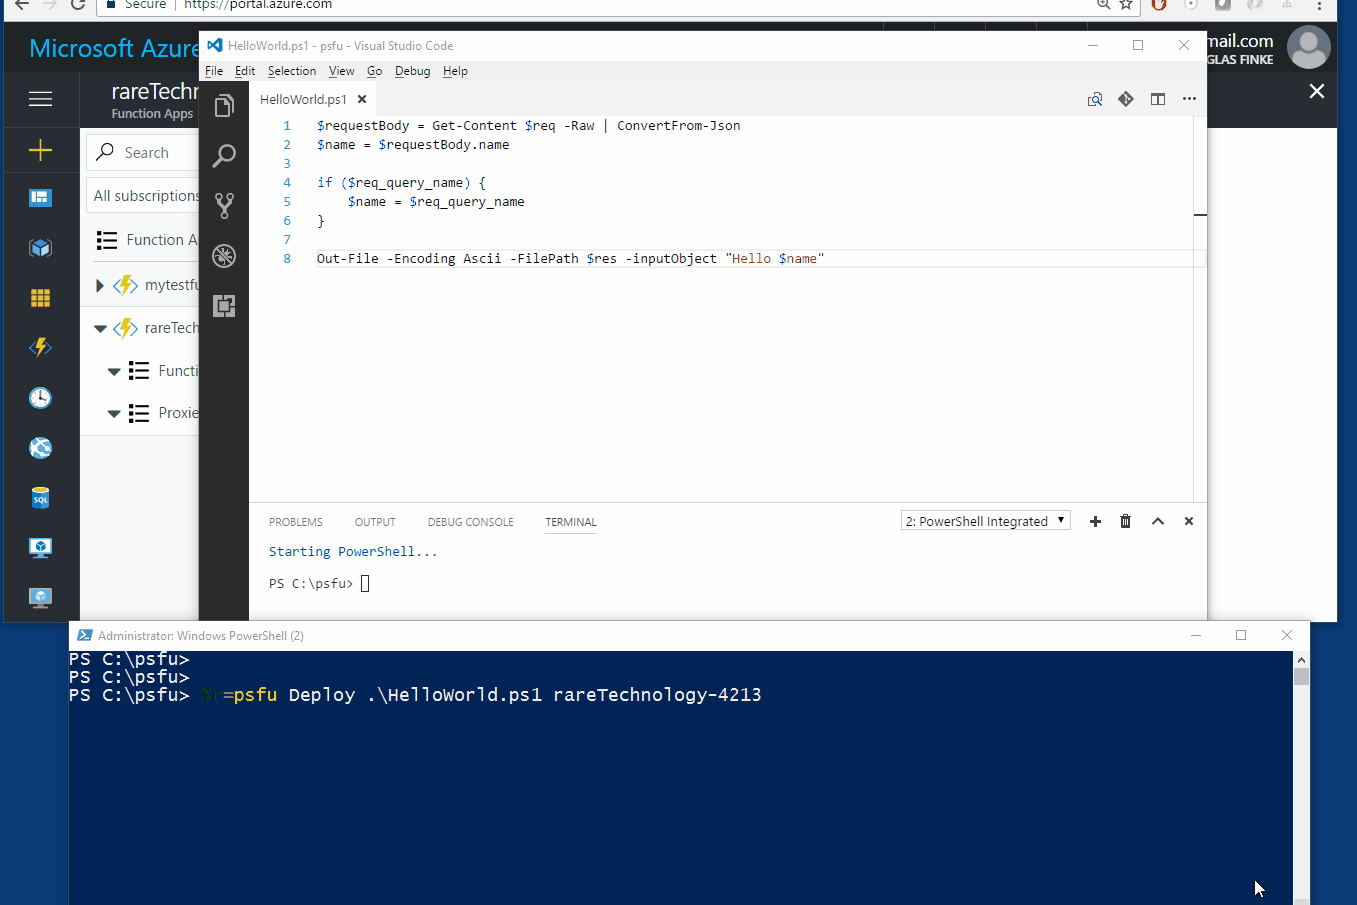 Secure | https://portal.azure.com
Microsoft Azure
mail.com
GLAS FINKE
rareTechn
Function Apps
Search
All subscriptions
Function A
mytestfu
rareTech
Functi
Proxie
SQL
HelloWorld.ps1 - psfu - Visual Studio Code
File Edit Selection View Go Debug Help
HelloWorld.ps1
1 $requestBody = Get-Content $req -Raw | ConvertFrom-Json
2 $name = $requestBody.name
3
4 if ($req_query_name) {
5 $name = $req_query_name
6 }
7
8 Out-File -Encoding Ascii -FilePath $res -inputObject "Hello $name"
PROBLEMS OUTPUT DEBUG CONSOLE TERMINAL 2: PowerShell Integrated
Starting PowerShell...
PS C:\psfu>
Administrator: Windows PowerShell (2)
PS C:\psfu>
PS C:\psfu>
PS C:\psfu> $r=psfu Deploy .\HelloWorld.ps1 rareTechnology-4213